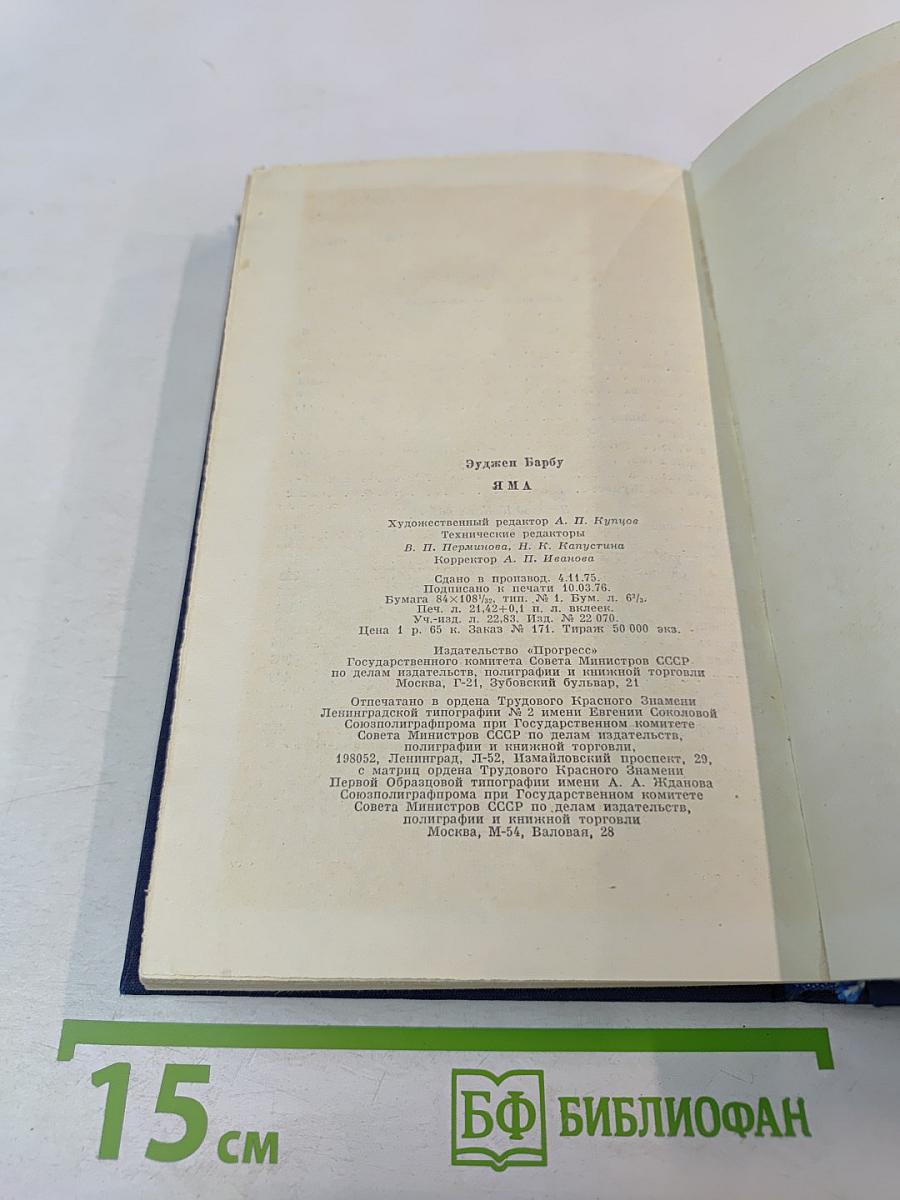 Эуджен Барбу
ЯМА
Художественный редактор А. П. Купцов
Технические редакторы
В. П. Перминова, Н. К. Капустина
Корректор А. П. Иванова
Сдано в производ. 4.11.75.
Подписано к печати 10.03.76.
Бумага 84×108¹/₃₂, тип. № 1. Бум. л. 6³/₃.
Печ. л. 21,42+0,1 п. л. вклеек.
Уч.-изд. л. 22,83. Изд. № 22 070.
Цена 1 р. 65 к. Заказ № 171. Тираж 50 000 экз.
Издательство «Прогресс»
Государственного комитета Совета Министров СССР
по делам издательств, полиграфии и книжной торговли
Москва, Г-21, Зубовский бульвар, 21
Отпечатано в ордена Трудового Красного Знамени
Ленинградской типографии № 2 имени Евгении Соколовой
Союзполиграфпрома при Государственном комитете
Совета Министров СССР по делам издательств,
полиграфии и книжной торговли,
198052, Ленинград, Л-52, Измайловский проспект, 29,
с матриц ордена Трудового Красного Знамени
Первой Образцовой типографии имени А. А. Жданова
Союзполиграфпрома при Государственном комитете
Совета Министров СССР по делам издательств,
полиграфии и книжной торговли
Москва, М-54, Валовая, 28
15 см
БФ БИБЛИОФАН